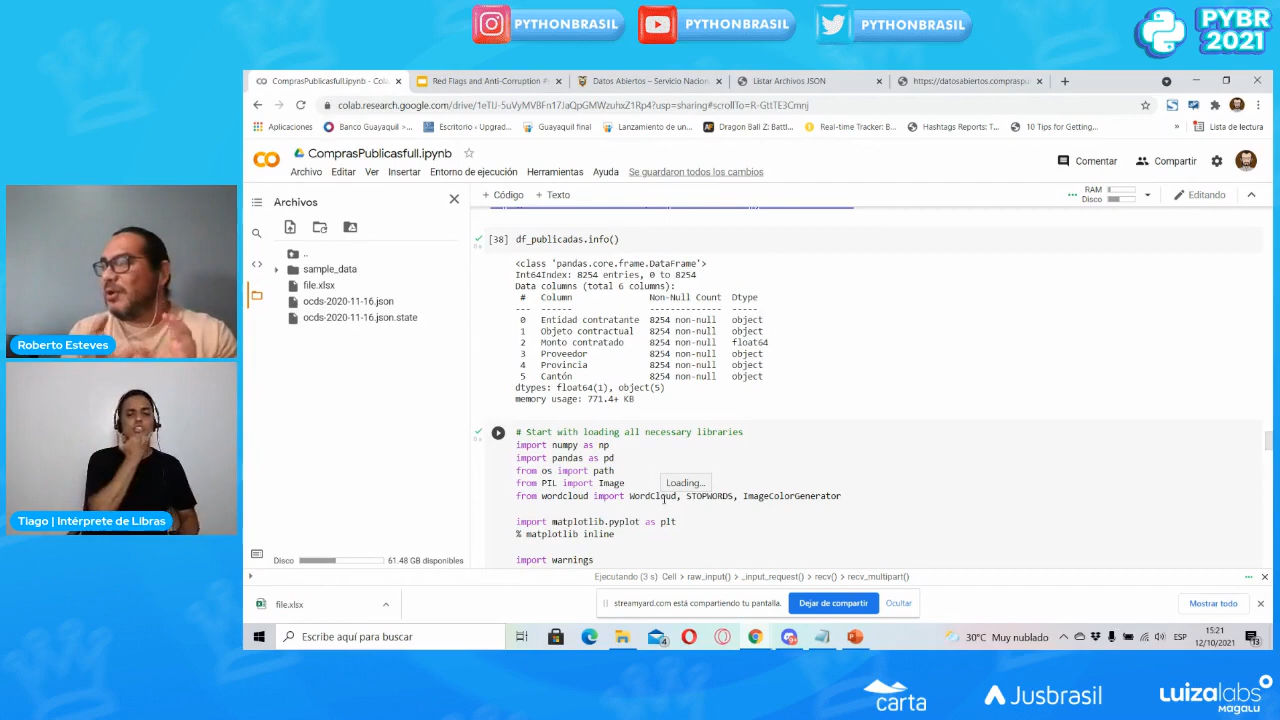 PYTHONBRASIL
PYTHONBRASIL
PYTHONBRASIL
PYBR
2021
ComprasPublicasfull.ipynb - Cola
Red Flags and Anti-Corruption
Datos Abiertos – Servicio Nacion
Listar Archivos JSON
https://datosabiertos.compraspu
colab.research.google.com/drive/1eTlJ-5uVyMVBFn17JaQpGMWzuhxZ1Rp4?usp=sharing#scrollTo=R-GttTE3Cmnj
Aplicaciones
Banco Guayaquil >...
Escritorio ‹ Upgrad...
Guayaquil final
Lanzamiento de un...
Dragon Ball Z: Battl...
Real-time Tracker: B...
Hashtags Reports: T...
10 Tips for Getting...
»
Lista de lectura
ComprasPublicasfull.ipynb
Comentar
Compartir
Archivo Editar Ver Insertar Entorno de ejecución Herramientas Ayuda Se guardaron todos los cambios
Archivos
+ Código + Texto
RAM
Disco
Editando
..
sample_data
file.xlsx
ocds-2020-11-16.json
ocds-2020-11-16.json.state
[38] df_publicadas.info()
<class 'pandas.core.frame.DataFrame'>
Int64Index: 8254 entries, 0 to 8254
Data columns (total 6 columns):
# Column Non-Null Count Dtype
--- ------ -------------- -----
0 Entidad contratante 8254 non-null object
1 Objeto contractual 8254 non-null object
2 Monto contratado 8254 non-null float64
3 Proveedor 8254 non-null object
4 Provincia 8254 non-null object
5 Cantón 8254 non-null object
dtypes: float64(1), object(5)
memory usage: 771.4+ KB
# Start with loading all necessary libraries
import numpy as np
import pandas as pd
from os import path
from PIL import Image
Loading...
from wordcloud import WordCloud, STOPWORDS, ImageColorGenerator
import matplotlib.pyplot as plt
% matplotlib inline
import warnings
Disco
61.48 GB disponibles
Ejecutando (3 s) Cell > raw_input() > _input_request() > recv() > recv_multipart()
file.xlsx
streamyard.com está compartiendo tu pantalla.
Dejar de compartir
Ocultar
Mostrar todo
Escribe aquí para buscar
4
30°C Muy nublado
ESP
15:21
12/10/2021
13
Roberto Esteves
Tiago | Intérprete de Libras
carta
Jusbrasil
luizalabs
MAGALU